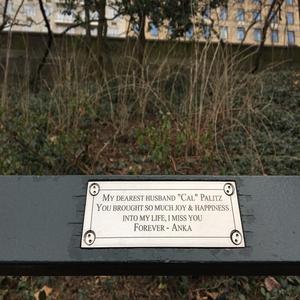 My dearest husband "Cal" Palitz
You brought so much joy & happiness
into my life, I miss you
Forever - Anka